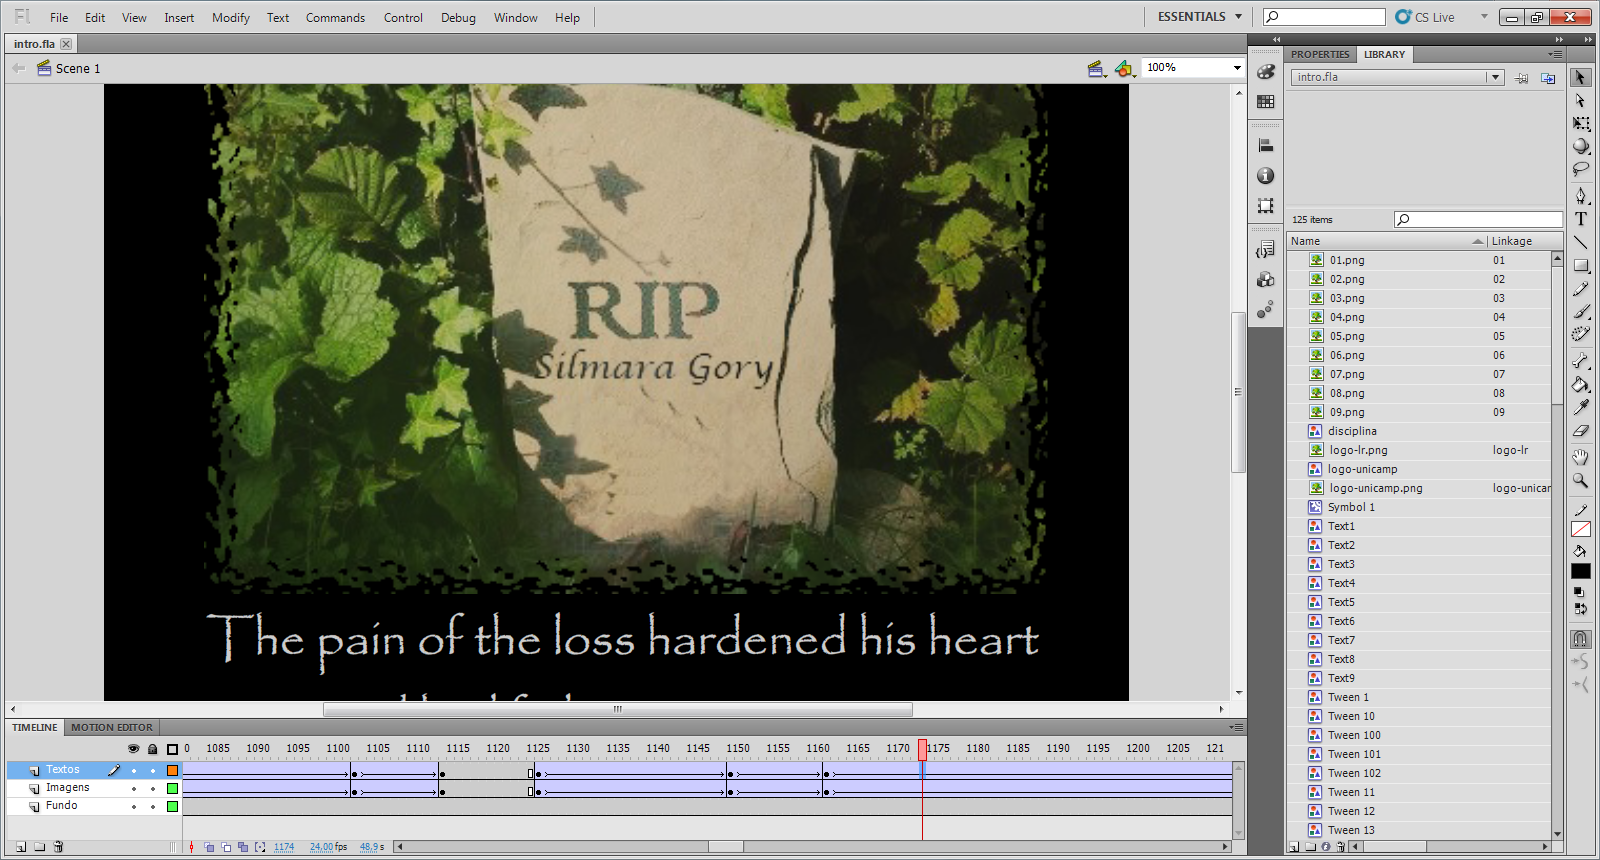 Fl File Edit View Insert Modify Text Commands Control Debug Window Help ESSENTIALS CS Live
intro.fla
Scene 1 100%
RIP
Silmara Gory
The pain of the loss hardened his heart
PROPERTIES LIBRARY
intro.fla
125 items
Name Linkage
01.png 01
02.png 02
03.png 03
04.png 04
05.png 05
06.png 06
07.png 07
08.png 08
09.png 09
disciplina
logo-lr.png logo-lr
logo-unicamp
logo-unicamp.png logo-unicar
Symbol 1
Text1
Text2
Text3
Text4
Text5
Text6
Text7
Text8
Text9
Tween 1
Tween 10
Tween 100
Tween 101
Tween 102
Tween 11
Tween 12
Tween 13
TIMELINE MOTION EDITOR
0 1085 1090 1095 1100 1105 1110 1115 1120 1125 1130 1135 1140 1145 1150 1155 1160 1165 1170 1175 1180 1185 1190 1195 1200 1205 121
Textos
Imagens
Fundo
1174 24.00 fps 48.9 s